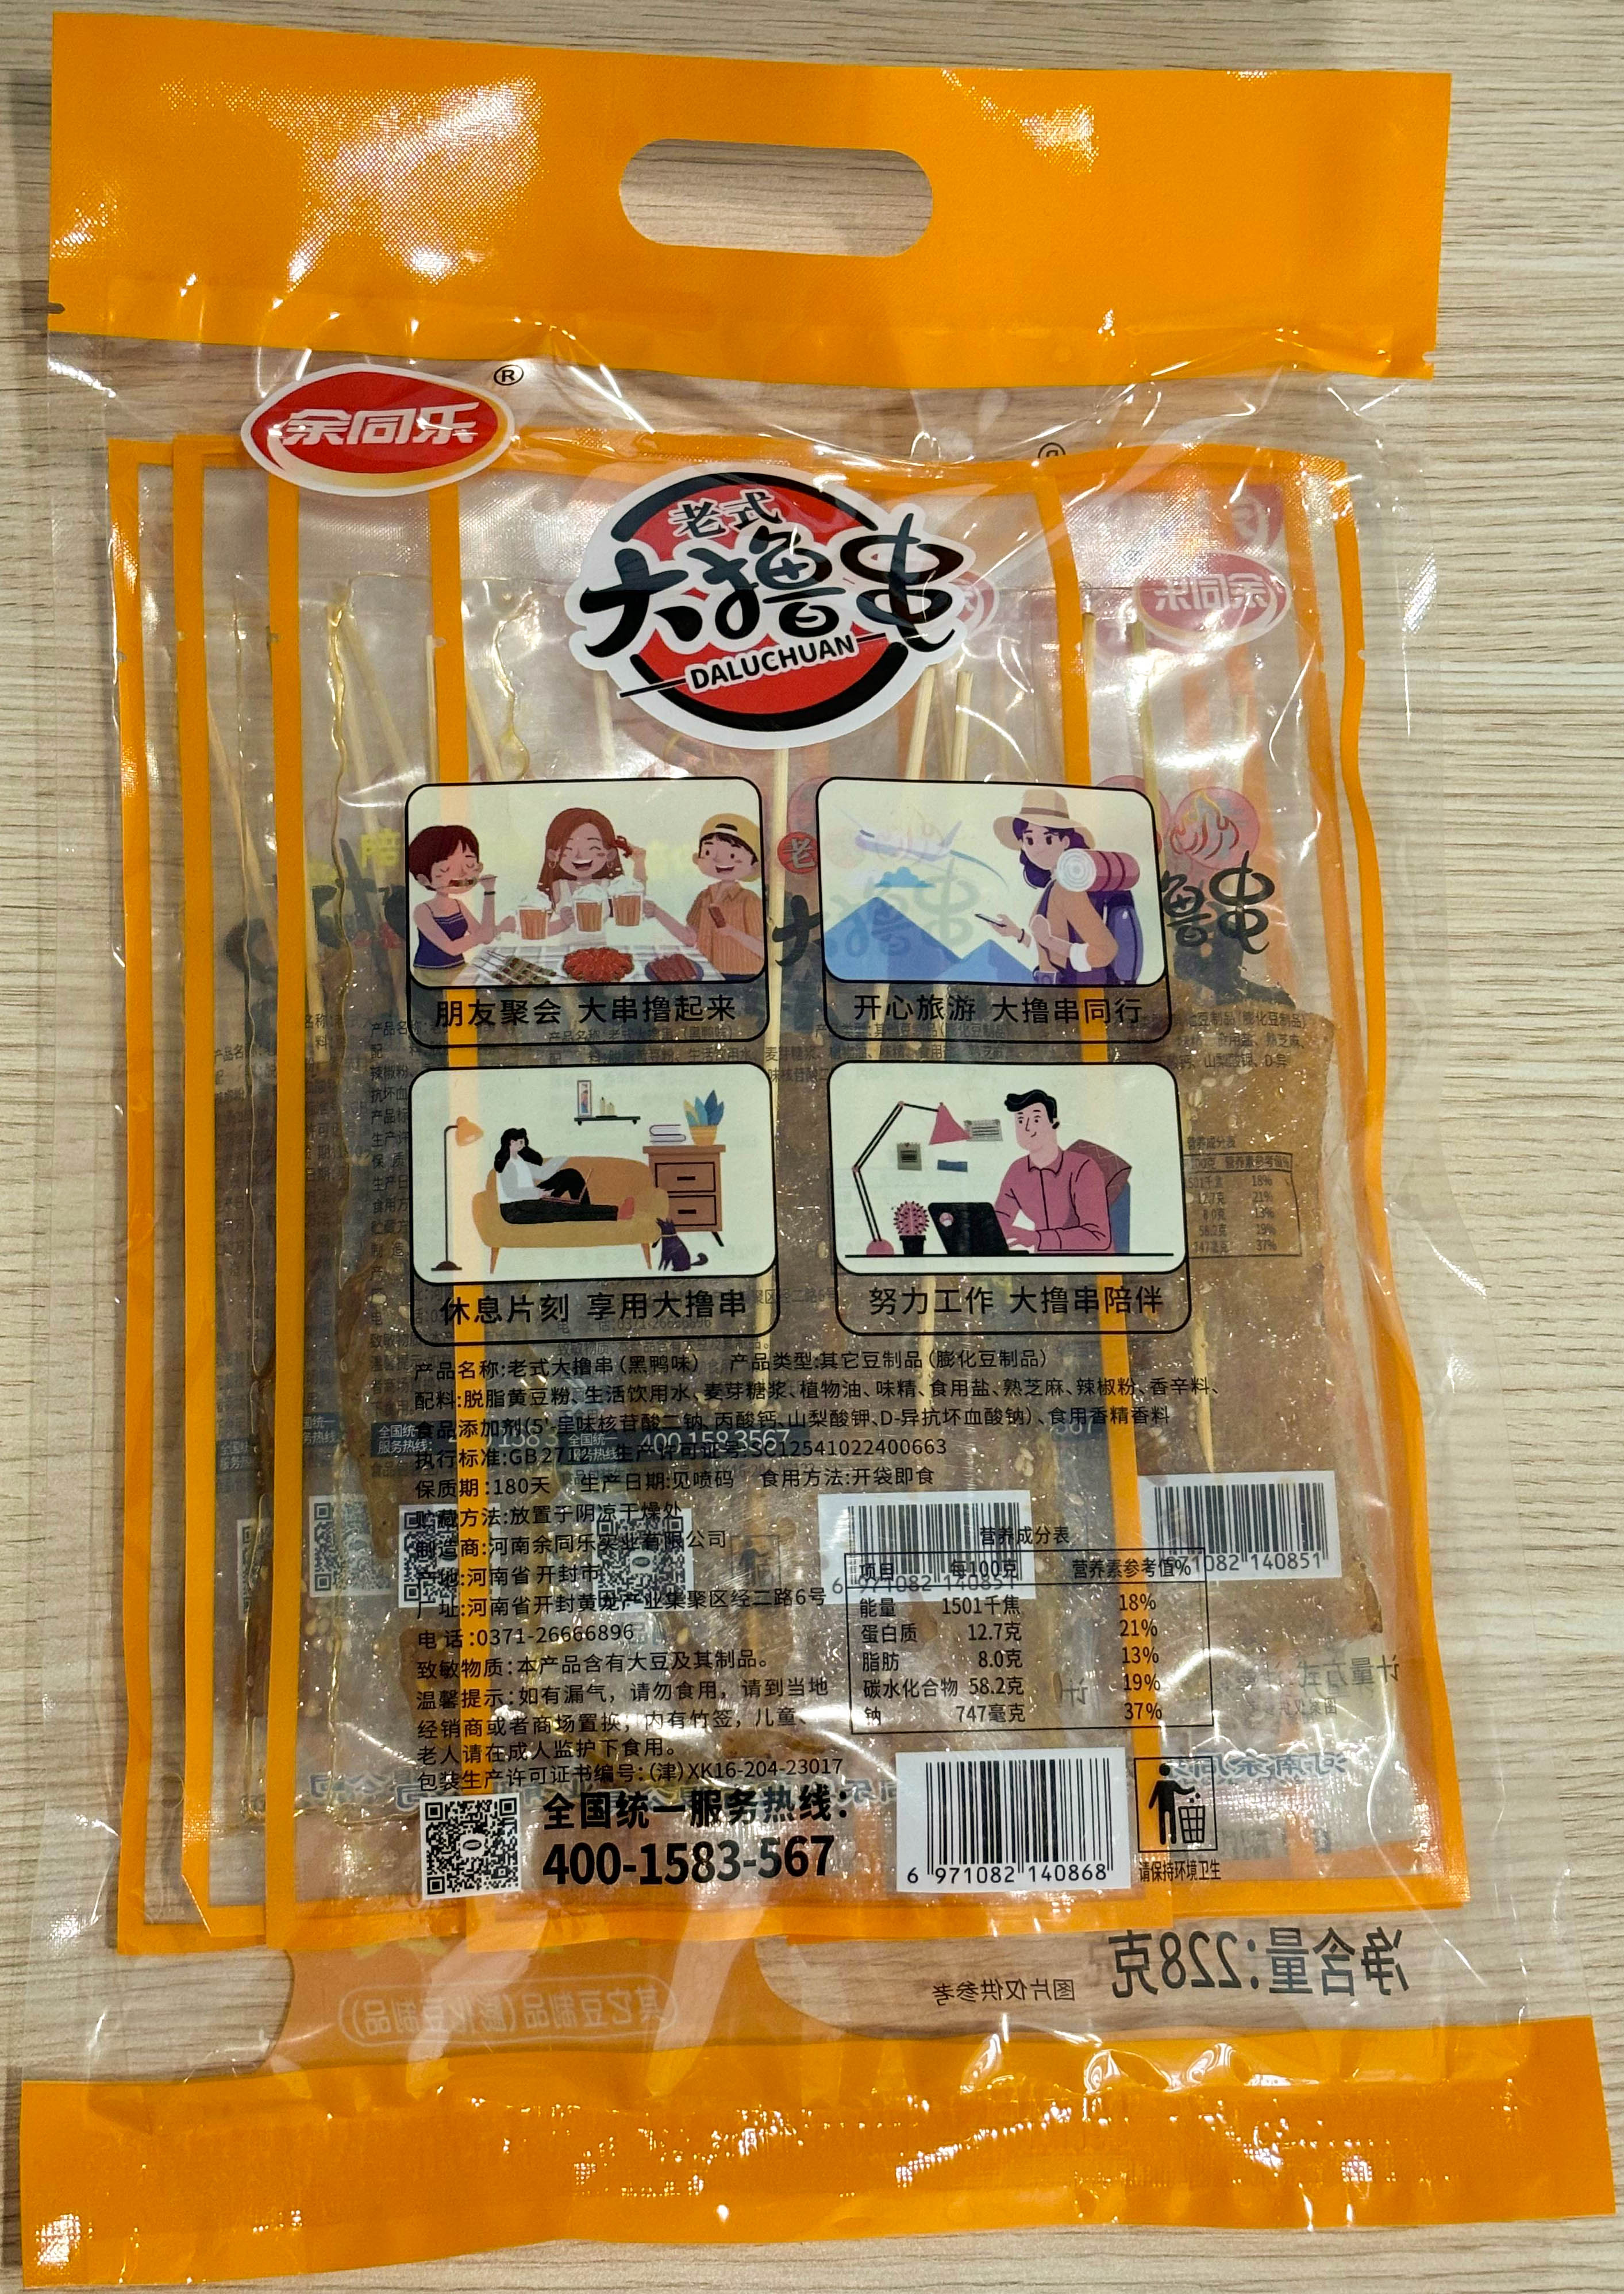 余同乐®
老式
大撸串
DALUCHUAN
朋友聚会 大串撸起来
开心旅游 大撸串同行
休息片刻 享用大撸串
努力工作 大撸串陪伴
产品名称:老式大撸串(黑鸭味) 产品类型:其它豆制品(膨化豆制品)
配料:脱脂黄豆粉、生活饮用水、麦芽糖浆、植物油、味精、食用盐、熟芝麻、辣椒粉、香辛料、
食品添加剂(5'-呈味核苷酸二钠、丙酸钙、山梨酸钾、D-异抗坏血酸钠)、食用香精香料
执行标准:GB 271 生产许可证号:SC12541022400663
保质期:180天 生产日期:见喷码 食用方法:开袋即食
贮藏方法:放置于阴凉干燥处
制造商:河南余同乐实业有限公司
产地:河南省 开封市
厂址:河南省开封黄龙产业集聚区经二路6号
电 话:0371-26666896
致敏物质:本产品含有大豆及其制品。
温馨提示:如有漏气，请勿食用，请到当地
经销商或者商场置换，内有竹签，儿童、
老人请在成人监护下食用。
包装生产许可证书编号:(津)XK16-204-23017
营养成分表
项目 每100克 营养素参考值%
能量 1501千焦 18%
蛋白质 12.7克 21%
脂肪 8.0克 13%
碳水化合物 58.2克 19%
钠 747毫克 37%
全国统一服务热线:
400-1583-567
6 971082 140868
请保持环境卫生
6 971082 140851
71082 140851
净含量:228克
图片仅供参考
其它豆制品(膨化豆制品)